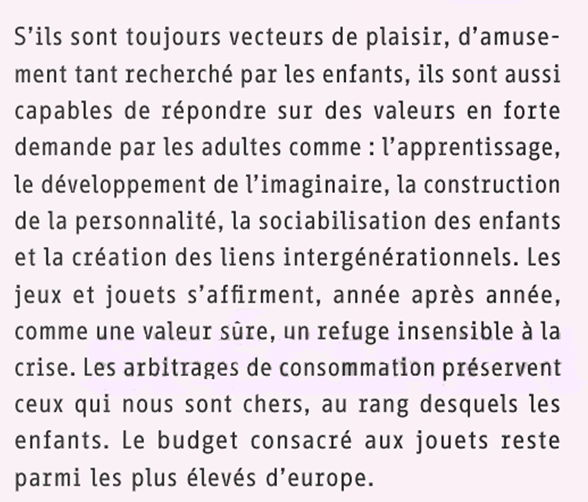 S’ils sont toujours vecteurs de plaisir, d’amuse-
ment tant recherché par les enfants, ils sont aussi
capables de répondre sur des valeurs en forte
demande par les adultes comme : l’apprentissage,
le développement de l’imaginaire, la construction
de la personnalité, la sociabilisation des enfants
et la création des liens intergénérationnels. Les
jeux et jouets s’affirment, année après année,
comme une valeur sûre, un refuge insensible à la
crise. Les arbitrages de consommation préservent
ceux qui nous sont chers, au rang desquels les
enfants. Le budget consacré aux jouets reste
parmi les plus élevés d’europe.